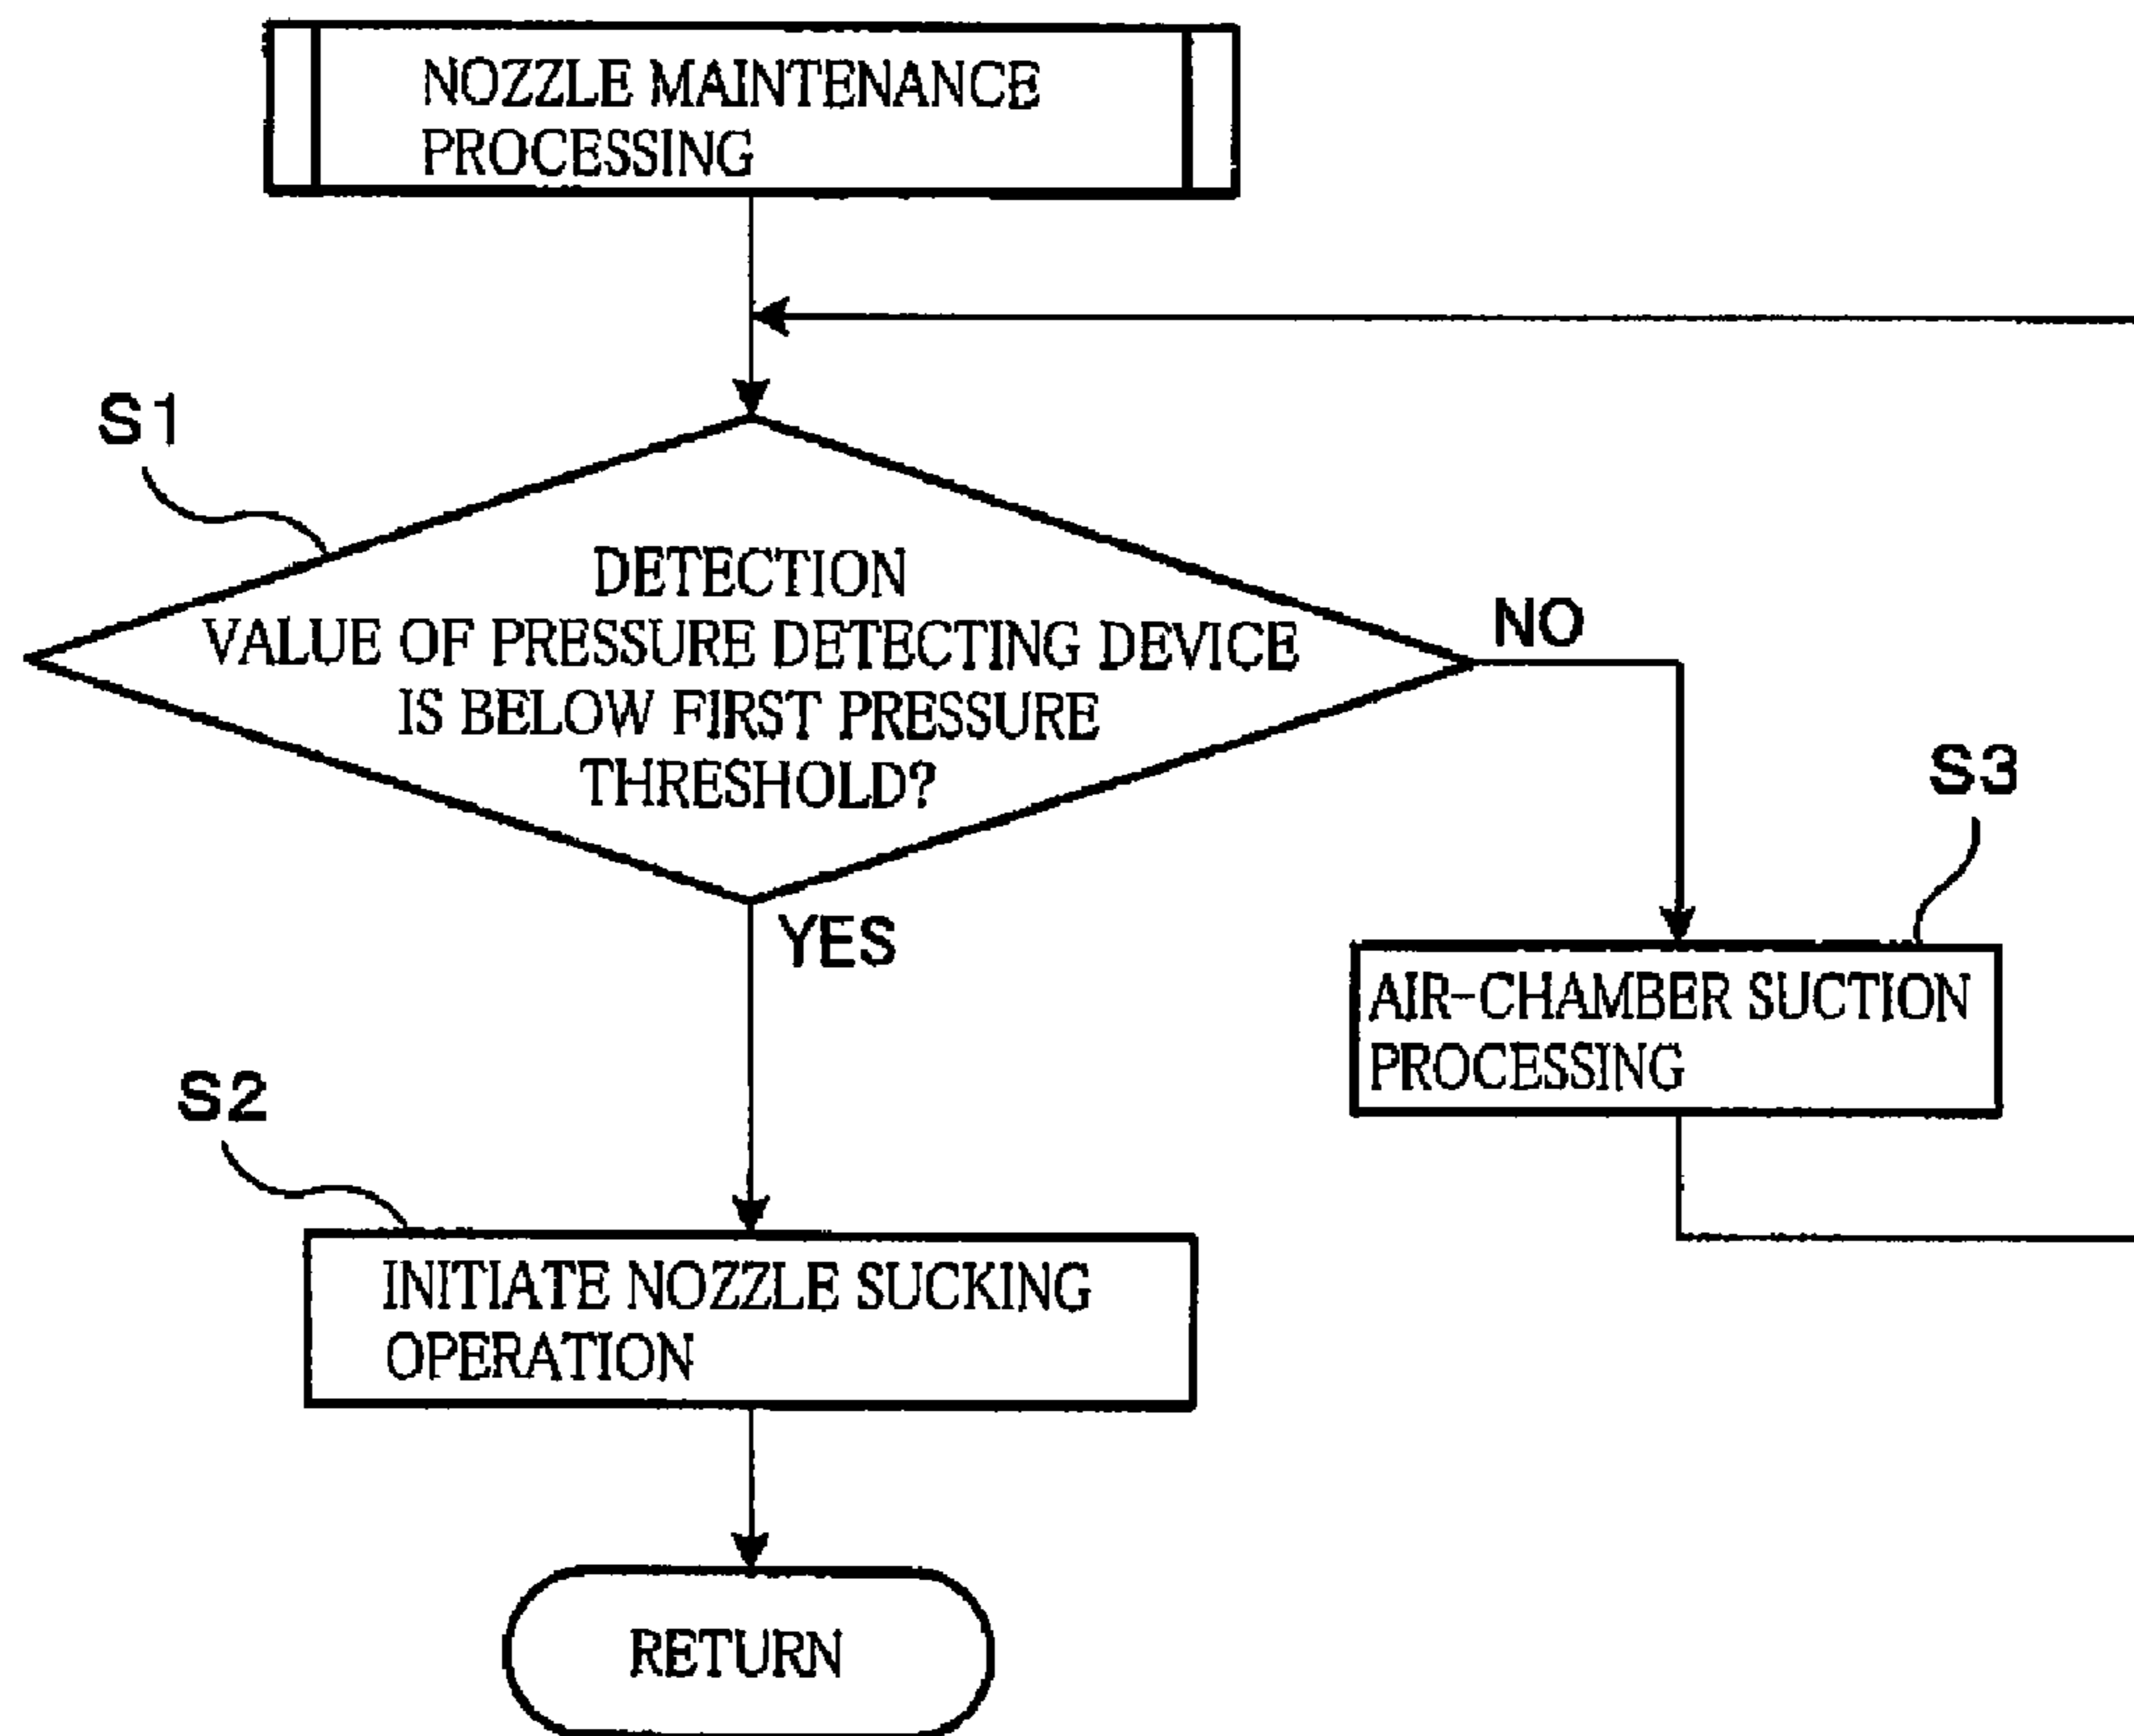 NOZZLE MAINTENANCE
PROCESSING
S1
DETECTION
VALUE OF PRESSURE DETECTING DEVICE
IS BELOW FIRST PRESSURE
THRESHOLD?
NO
YES
S3
AIR-CHAMBER SUCTION
PROCESSING
S2
INITIATE NOZZLE SUCKING
OPERATION
RETURN